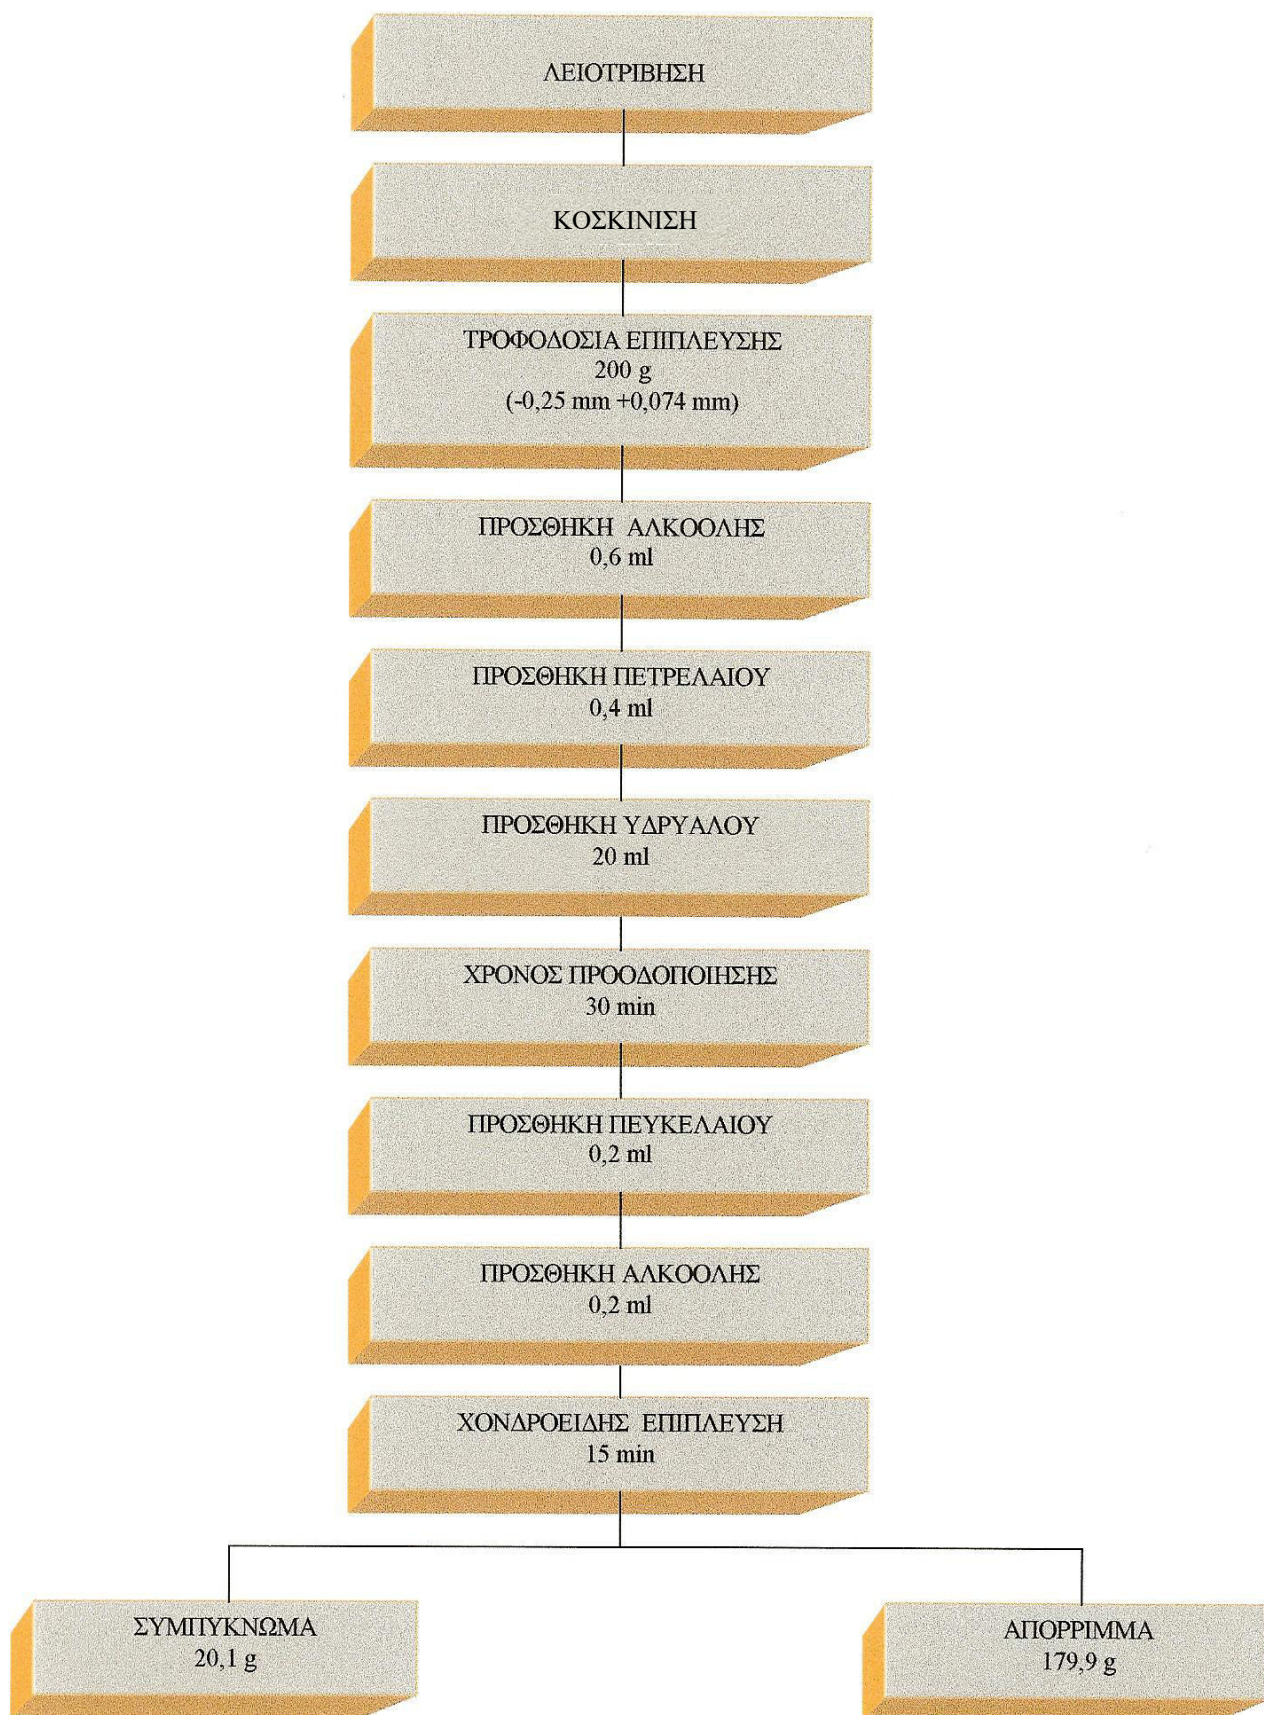 ΛΕΙΟΤΡΙΒΗΣΗ
ΚΟΣΚΙΝΙΣΗ
ΤΡΟΦΟΔΟΣΙΑ ΕΠΙΠΛΕΥΣΗΣ
200 g
(-0,25 mm +0,074 mm)
ΠΡΟΣΘΗΚΗ ΑΛΚΟΟΛΗΣ
0,6 ml
ΠΡΟΣΘΗΚΗ ΠΕΤΡΕΛΑΙΟΥ
0,4 ml
ΠΡΟΣΘΗΚΗ ΥΔΡΥΑΛΟΥ
20 ml
ΧΡΟΝΟΣ ΠΡΟΟΔΟΠΟΙΗΣΗΣ
30 min
ΠΡΟΣΘΗΚΗ ΠΕΥΚΕΛΑΙΟΥ
0,2 ml
ΠΡΟΣΘΗΚΗ ΑΛΚΟΟΛΗΣ
0,2 ml
ΧΟΝΔΡΟΕΙΔΗΣ ΕΠΙΠΛΕΥΣΗ
15 min
ΣΥΜΠΥΚΝΩΜΑ
20,1 g
ΑΠΟΡΡΙΜΜΑ
179,9 g